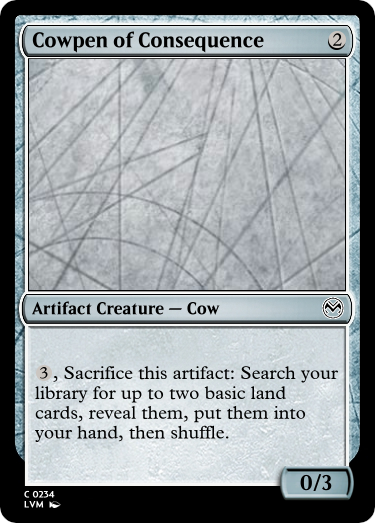 Cowpen of Consequence 2
Artifact Creature — Cow
3, Sacrifice this artifact: Search your
library for up to two basic land
cards, reveal them, put them into
your hand, then shuffle.
0/3
C 0234
LVM